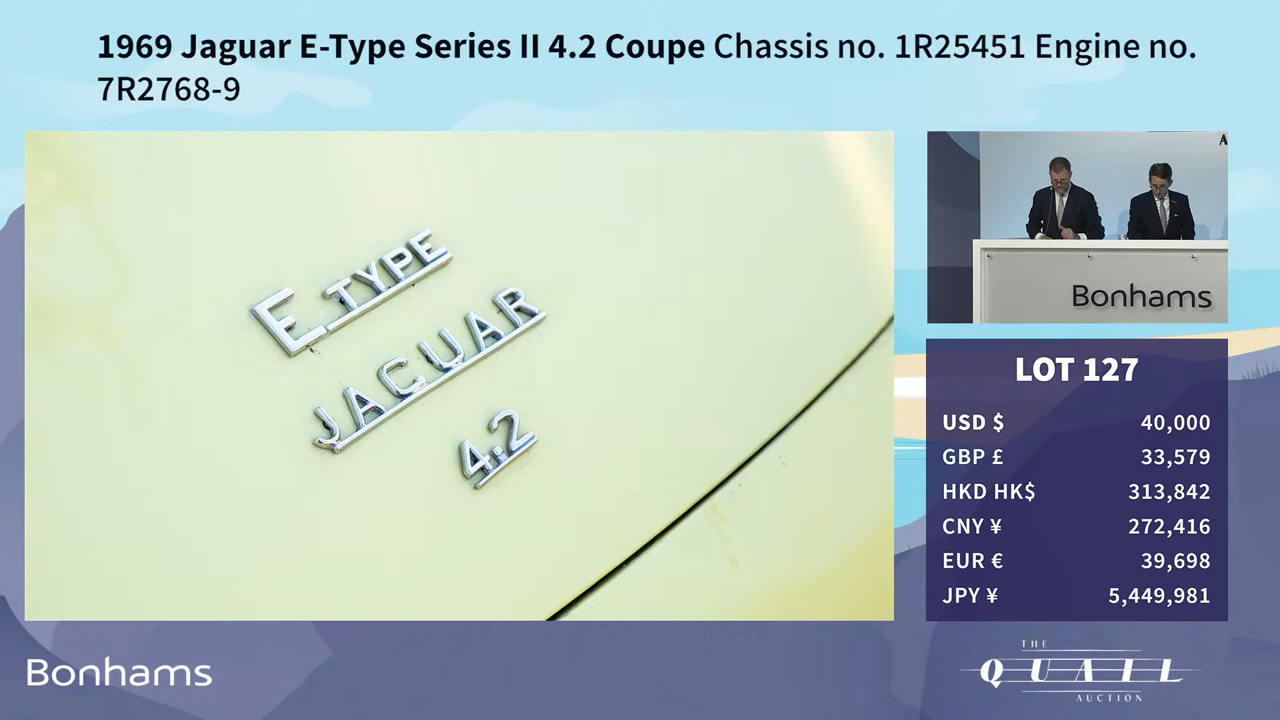 1969 Jaguar E-Type Series II 4.2 Coupe Chassis no. 1R25451 Engine no.
7R2768-9
E TYPE
JAGUAR
4.2
A
Bonhams
LOT 127
USD $ 40,000
GBP £ 33,579
HKD HK$ 313,842
CNY ¥ 272,416
EUR € 39,698
JPY ¥ 5,449,981
Bonhams
THE
QUAIL
AUCTION